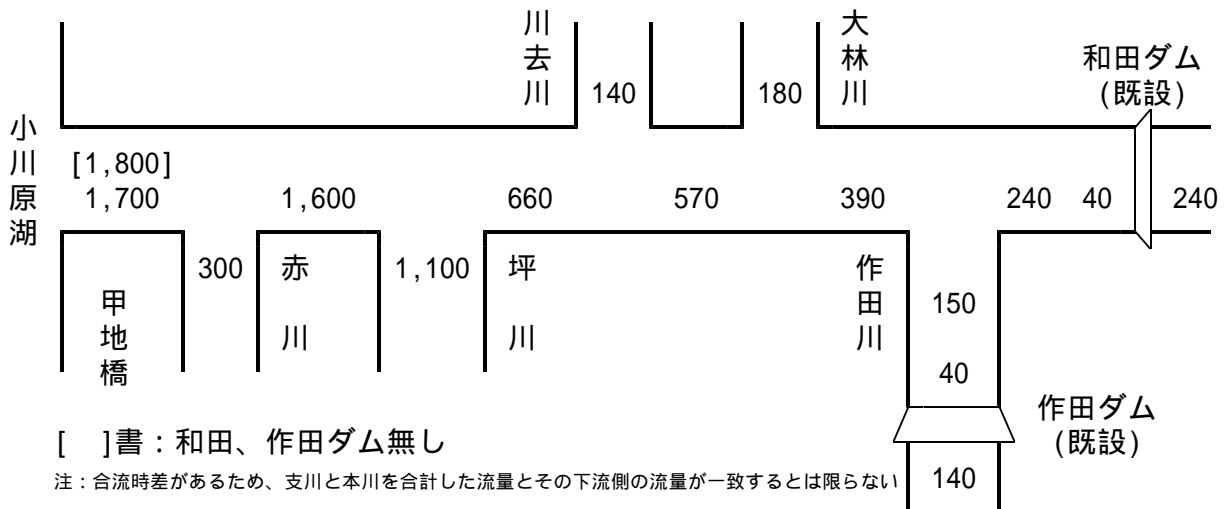 川去川
140
180
大林川
和田ダム
(既設)
小川原湖
[1,800]
1,700
1,600
660
570
390
240
40
240
甲地橋
300
赤川
1,100
坪川
作田川
150
40
作田ダム
(既設)
140
[ ]書：和田、作田ダム無し
注：合流時差があるため、支川と本川を合計した流量とその下流側の流量が一致するとは限らない